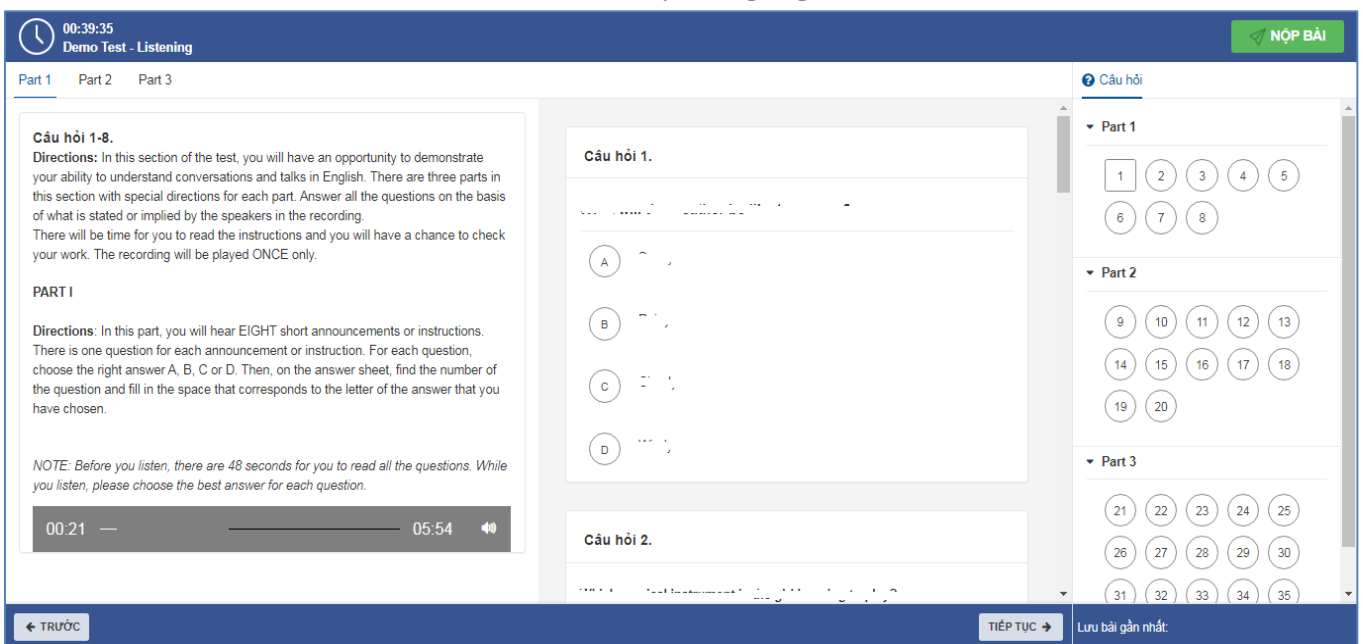 00:39:35
Demo Test - Listening
NỘP BÀI
Part 1 Part 2 Part 3
Câu hỏi
Câu hỏi 1-8.
Directions: In this section of the test, you will have an opportunity to demonstrate
your ability to understand conversations and talks in English. There are three parts in
this section with special directions for each part. Answer all the questions on the basis
of what is stated or implied by the speakers in the recording.
There will be time for you to read the instructions and you will have a chance to check
your work. The recording will be played ONCE only.
PART I
Directions: In this part, you will hear EIGHT short announcements or instructions.
There is one question for each announcement or instruction. For each question,
choose the right answer A, B, C or D. Then, on the answer sheet, find the number of
the question and fill in the space that corresponds to the letter of the answer that you
have chosen.
NOTE: Before you listen, there are 48 seconds for you to read all the questions. While
you listen, please choose the best answer for each question.
00:21 05:54
Câu hỏi 1.
A
B
C
D
Câu hỏi 2.
Part 1
1 2 3 4 5
6 7 8
Part 2
9 10 11 12 13
14 15 16 17 18
19 20
Part 3
21 22 23 24 25
26 27 28 29 30
31 32 33 34 35
TRƯỚC
TIẾP TỤC
Lưu bài gần nhất: